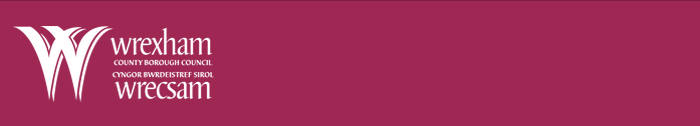 wrexham
COUNTY BOROUGH COUNCIL
CYNGOR BWRDEISTREF SIROL
wrecsam